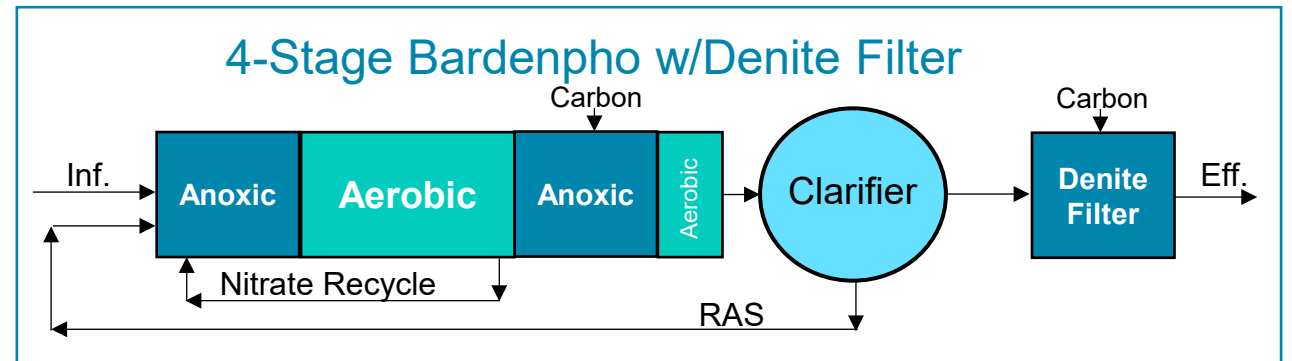 4-Stage Bardenpho w/Denite Filter
Carbon
Carbon
Inf.
Anoxic
Aerobic
Anoxic
Aerobic
Clarifier
Denite
Filter
Eff.
Nitrate Recycle
RAS